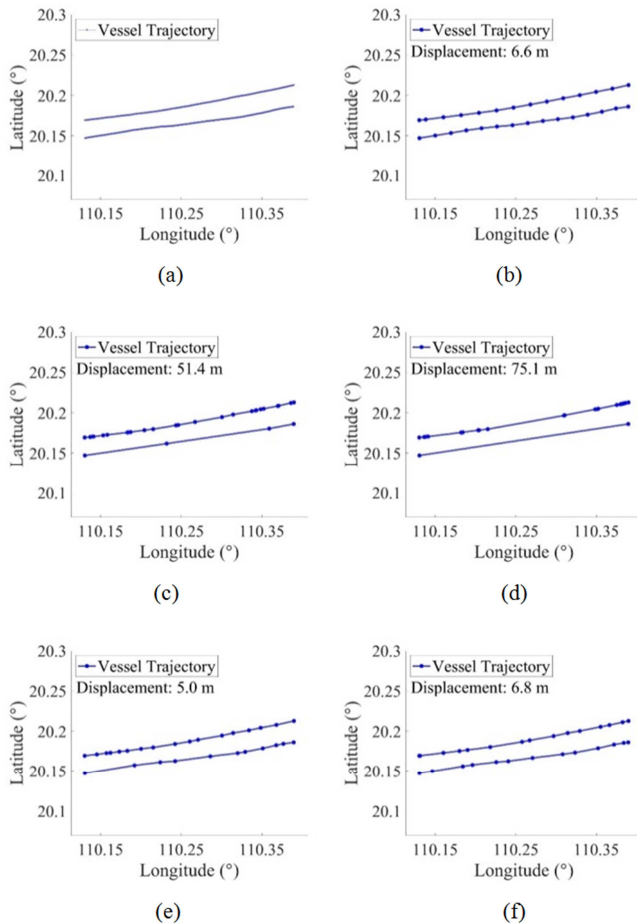 Vessel Trajectory
20.3
20.25
20.2
20.15
20.1
Latitude (°)
110.15 110.25 110.35
Longitude (°)
(a)
Vessel Trajectory
Displacement: 6.6 m
20.3
20.25
20.2
20.15
20.1
Latitude (°)
110.15 110.25 110.35
Longitude (°)
(b)
Vessel Trajectory
Displacement: 51.4 m
20.3
20.25
20.2
20.15
20.1
Latitude (°)
110.15 110.25 110.35
Longitude (°)
(c)
Vessel Trajectory
Displacement: 75.1 m
20.3
20.25
20.2
20.15
20.1
Latitude (°)
110.15 110.25 110.35
Longitude (°)
(d)
Vessel Trajectory
Displacement: 5.0 m
20.3
20.25
20.2
20.15
20.1
Latitude (°)
110.15 110.25 110.35
Longitude (°)
(e)
Vessel Trajectory
Displacement: 6.8 m
20.3
20.25
20.2
20.15
20.1
Latitude (°)
110.15 110.25 110.35
Longitude (°)
(f)